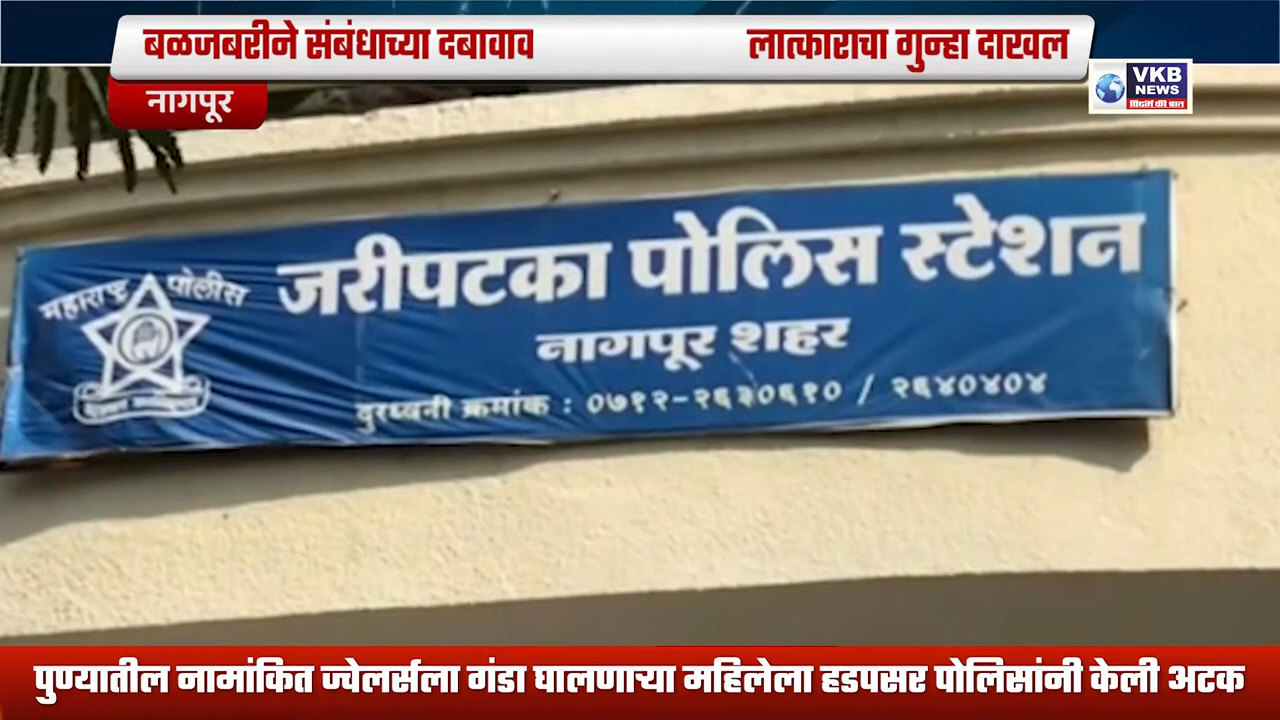 बळजबरीने संबंधाच्या दबावाव लात्काराचा गुन्हा दाखल
नागपूर
VKB
NEWS
विदर्भ की बात
महाराष्ट्र पोलीस
जरीपटका पोलिस स्टेशन
नागपूर शहर
दुरध्वनी क्रमांक : ०७१२-२६३०६१० / २६४०४०४
पुण्यातील नामांकित ज्वेलर्सला गंडा घालणाऱ्या महिलेला हडपसर पोलिसांनी केली अटक